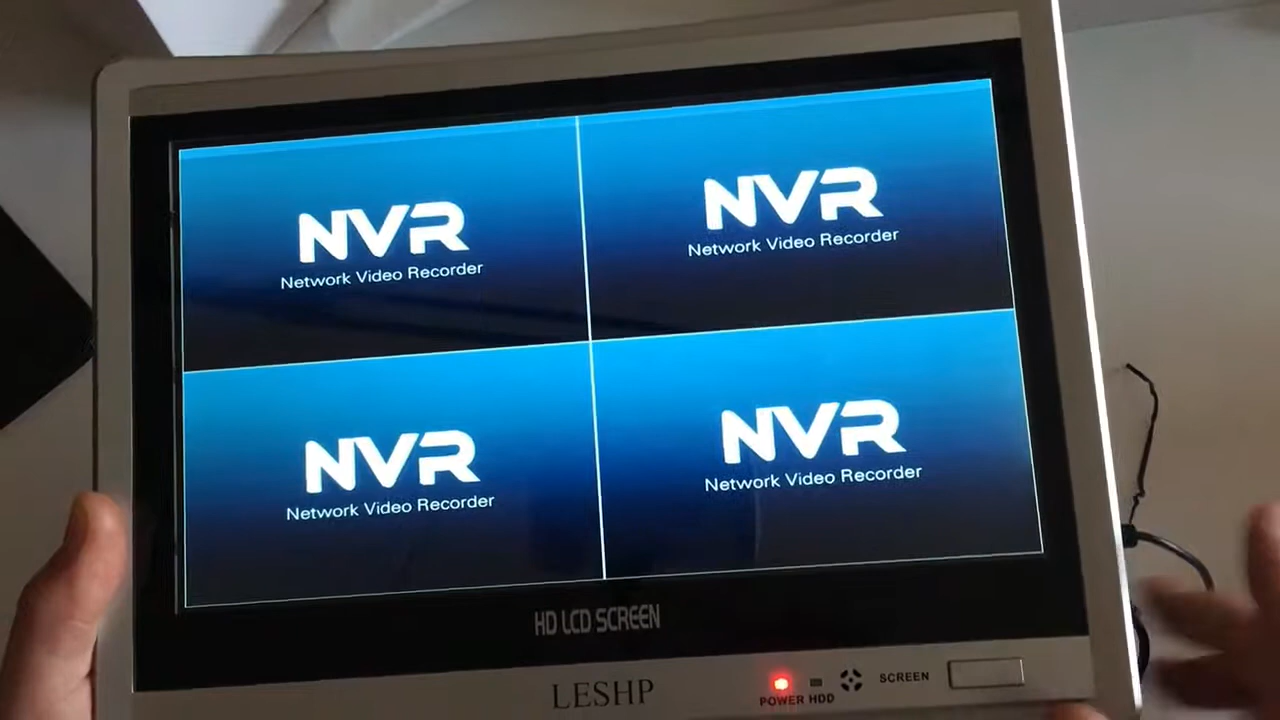 NVR
Network Video Recorder
NVR
Network Video Recorder
NVR
Network Video Recorder
NVR
Network Video Recorder
HD LCD SCREEN
LESHP
POWER HDD
SCREEN